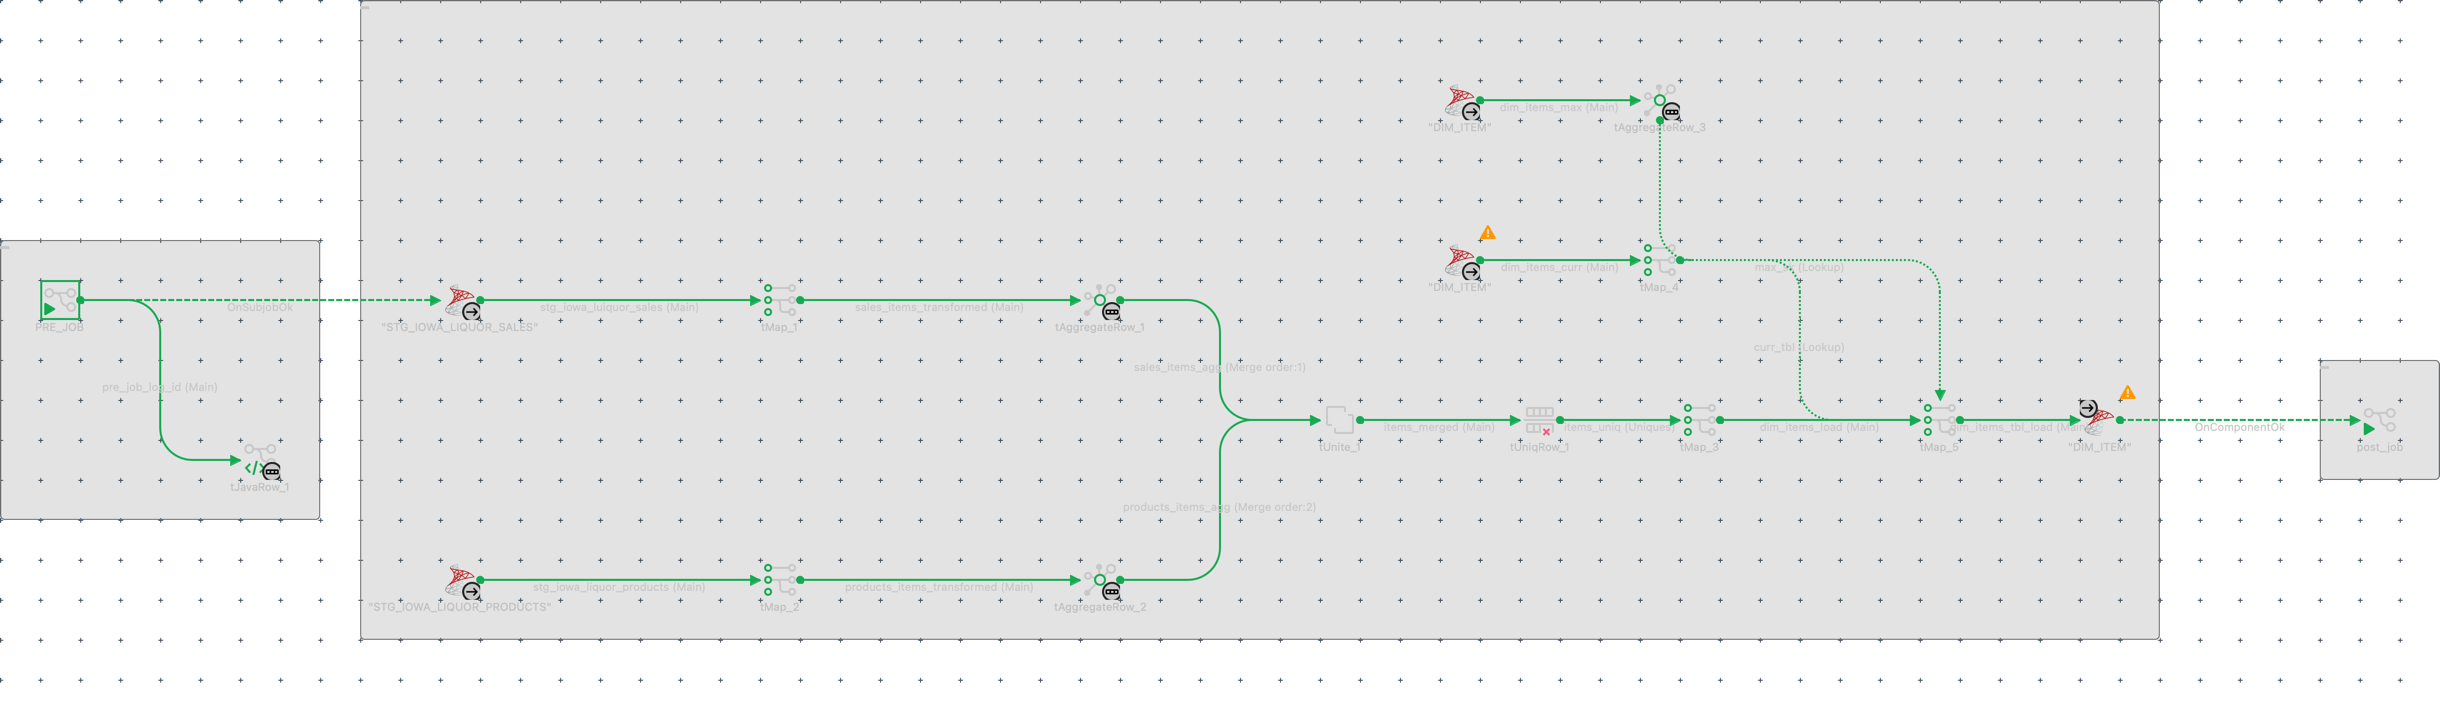 dim_items_max (Main)
"DIM_ITEM"
tAggregateRow_3
dim_items_curr (Main)
"DIM_ITEM"
tMap_4
(Lookup)
PRE_JOB
OnSubjobOk
"STG_IOWA_LIQUOR_SALES"
stg_iowa_luiquor_sales (Main)
tMap_1
sales_items_transformed (Main)
tAggregateRow_1
curr_tbl (Lookup)
sales_items_agg (Merge order:1)
pre_job_log_id (Main)
tJavaRow_1
items_merged (Main)
items_uniq (Uniques)
dim_items_load (Main)
dim_items_tbl_load (Main)
OnComponentOk
tUnite_1
tUniqRow_1
tMap_3
tMap_5
"DIM_ITEM"
post_job
products_items_agg (Merge order:2)
stg_iowa_liquor_products (Main)
products_items_transformed (Main)
"STG_IOWA_LIQUOR_PRODUCTS"
tMap_2
tAggregateRow_2